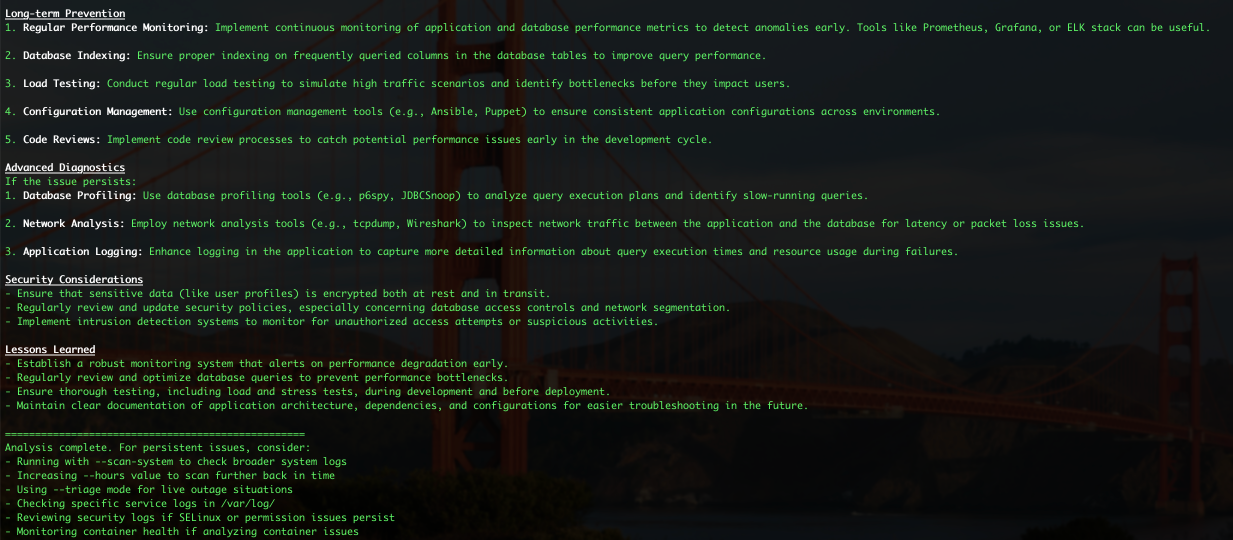 Long-term Prevention
1. Regular Performance Monitoring: Implement continuous monitoring of application and database performance metrics to detect anomalies early. Tools like Prometheus, Grafana, or ELK stack can be useful.
2. Database Indexing: Ensure proper indexing on frequently queried columns in the database tables to improve query performance.
3. Load Testing: Conduct regular load testing to simulate high traffic scenarios and identify bottlenecks before they impact users.
4. Configuration Management: Use configuration management tools (e.g., Ansible, Puppet) to ensure consistent application configurations across environments.
5. Code Reviews: Implement code review processes to catch potential performance issues early in the development cycle.
Advanced Diagnostics
If the issue persists:
1. Database Profiling: Use database profiling tools (e.g., p6spy, JDBCSnoop) to analyze query execution plans and identify slow-running queries.
2. Network Analysis: Employ network analysis tools (e.g., tcpdump, Wireshark) to inspect network traffic between the application and the database for latency or packet loss issues.
3. Application Logging: Enhance logging in the application to capture more detailed information about query execution times and resource usage during failures.
Security Considerations
- Ensure that sensitive data (like user profiles) is encrypted both at rest and in transit.
- Regularly review and update security policies, especially concerning database access controls and network segmentation.
- Implement intrusion detection systems to monitor for unauthorized access attempts or suspicious activities.
Lessons Learned
- Establish a robust monitoring system that alerts on performance degradation early.
- Regularly review and optimize database queries to prevent performance bottlenecks.
- Ensure thorough testing, including load and stress tests, during development and before deployment.
- Maintain clear documentation of application architecture, dependencies, and configurations for easier troubleshooting in the future.
==================================================
Analysis complete. For persistent issues, consider:
- Running with --scan-system to check broader system logs
- Increasing --hours value to scan further back in time
- Using --triage mode for live outage situations
- Checking specific service logs in /var/log/
- Reviewing security logs if SELinux or permission issues persist
- Monitoring container health if analyzing container issues